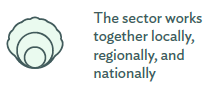 The sector works
together locally,
regionally, and
nationally